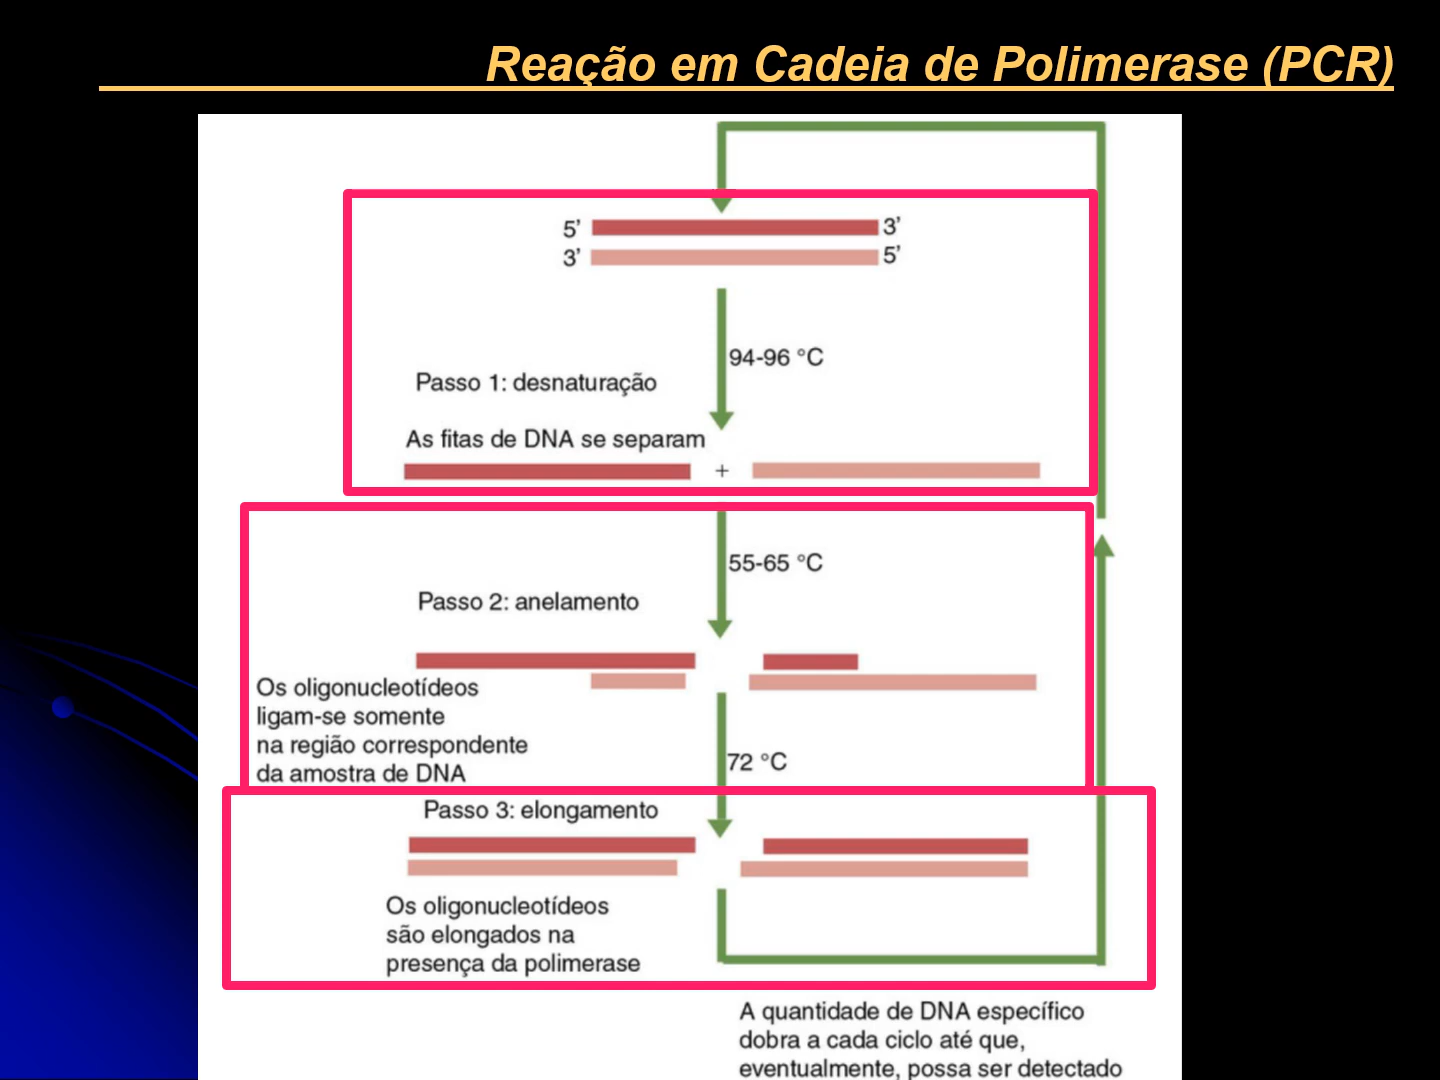 Reação em Cadeia de Polimerase (PCR)
5’ 3’
3’ 5’
94-96 °C
Passo 1: desnaturação
As fitas de DNA se separam
+
55-65 °C
Passo 2: anelamento
Os oligonucleotídeos
ligam-se somente
na região correspondente
da amostra de DNA
72 °C
Passo 3: elongamento
Os oligonucleotídeos
são elongados na
presença da polimerase
A quantidade de DNA específico
dobra a cada ciclo até que,
eventualmente, possa ser detectado